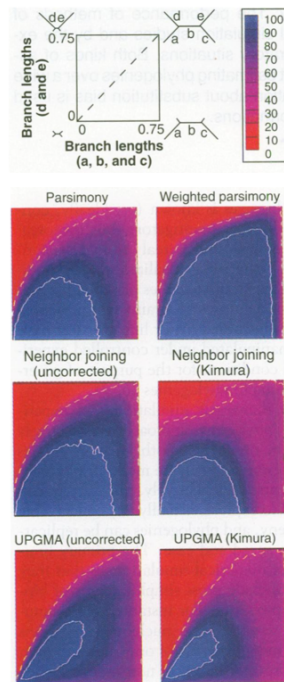 de
d e
0.75
a b c
Branch lengths
(d and e)
0
0 0.75
Branch lengths
(a, b, and c)
a b c
100
90
80
70
60
50
40
30
20
10
0
Parsimony
Weighted parsimony
Neighbor joining
(uncorrected)
Neighbor joining
(Kimura)
UPGMA (uncorrected)
UPGMA (Kimura)